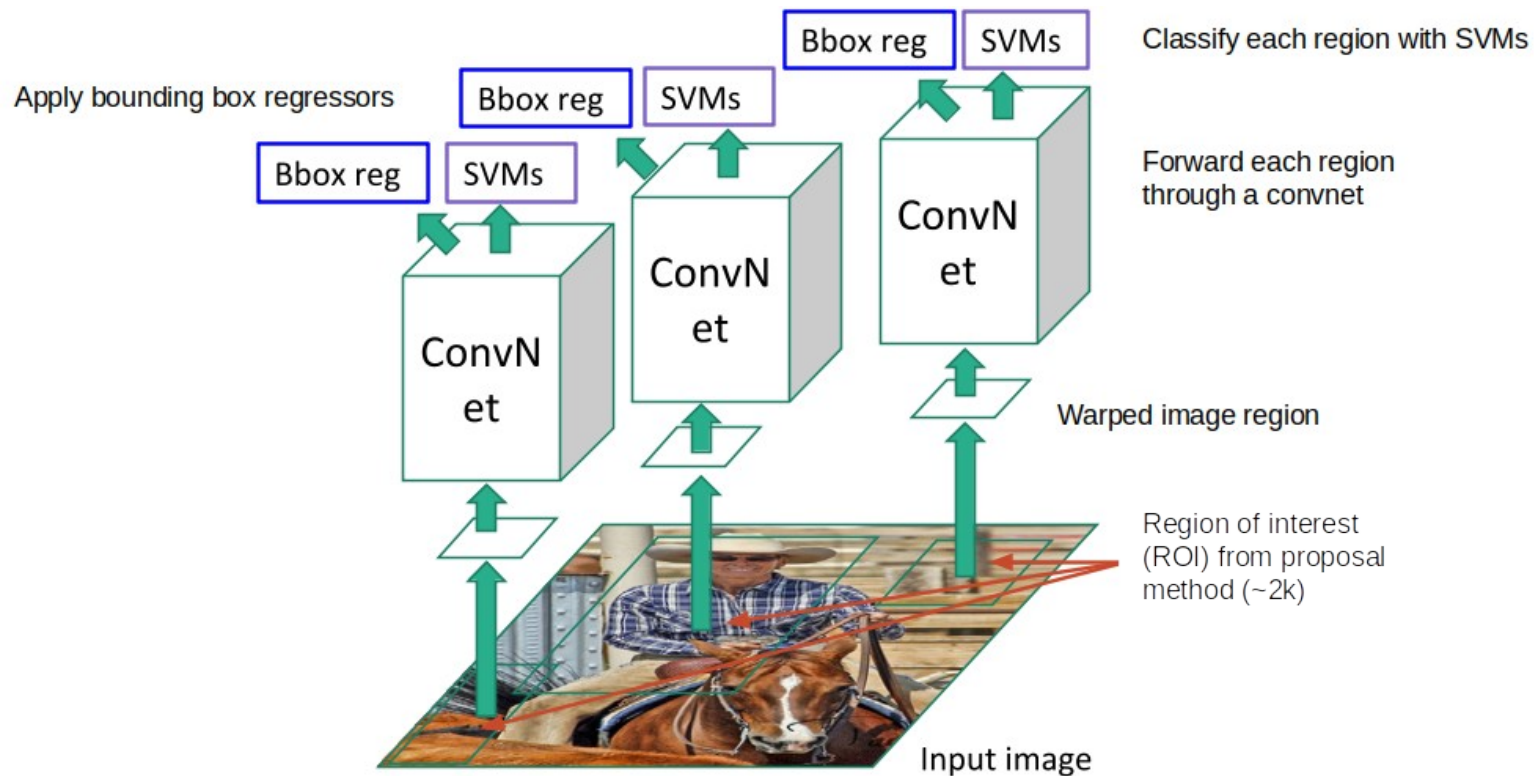 Bbox reg
SVMs
Classify each region with SVMs
Apply bounding box regressors
Bbox reg
SVMs
Bbox reg
SVMs
Forward each region
through a convnet
ConvN
et
ConvN
et
ConvN
et
Warped image region
Region of interest
(ROI) from proposal
method (~2k)
Input image